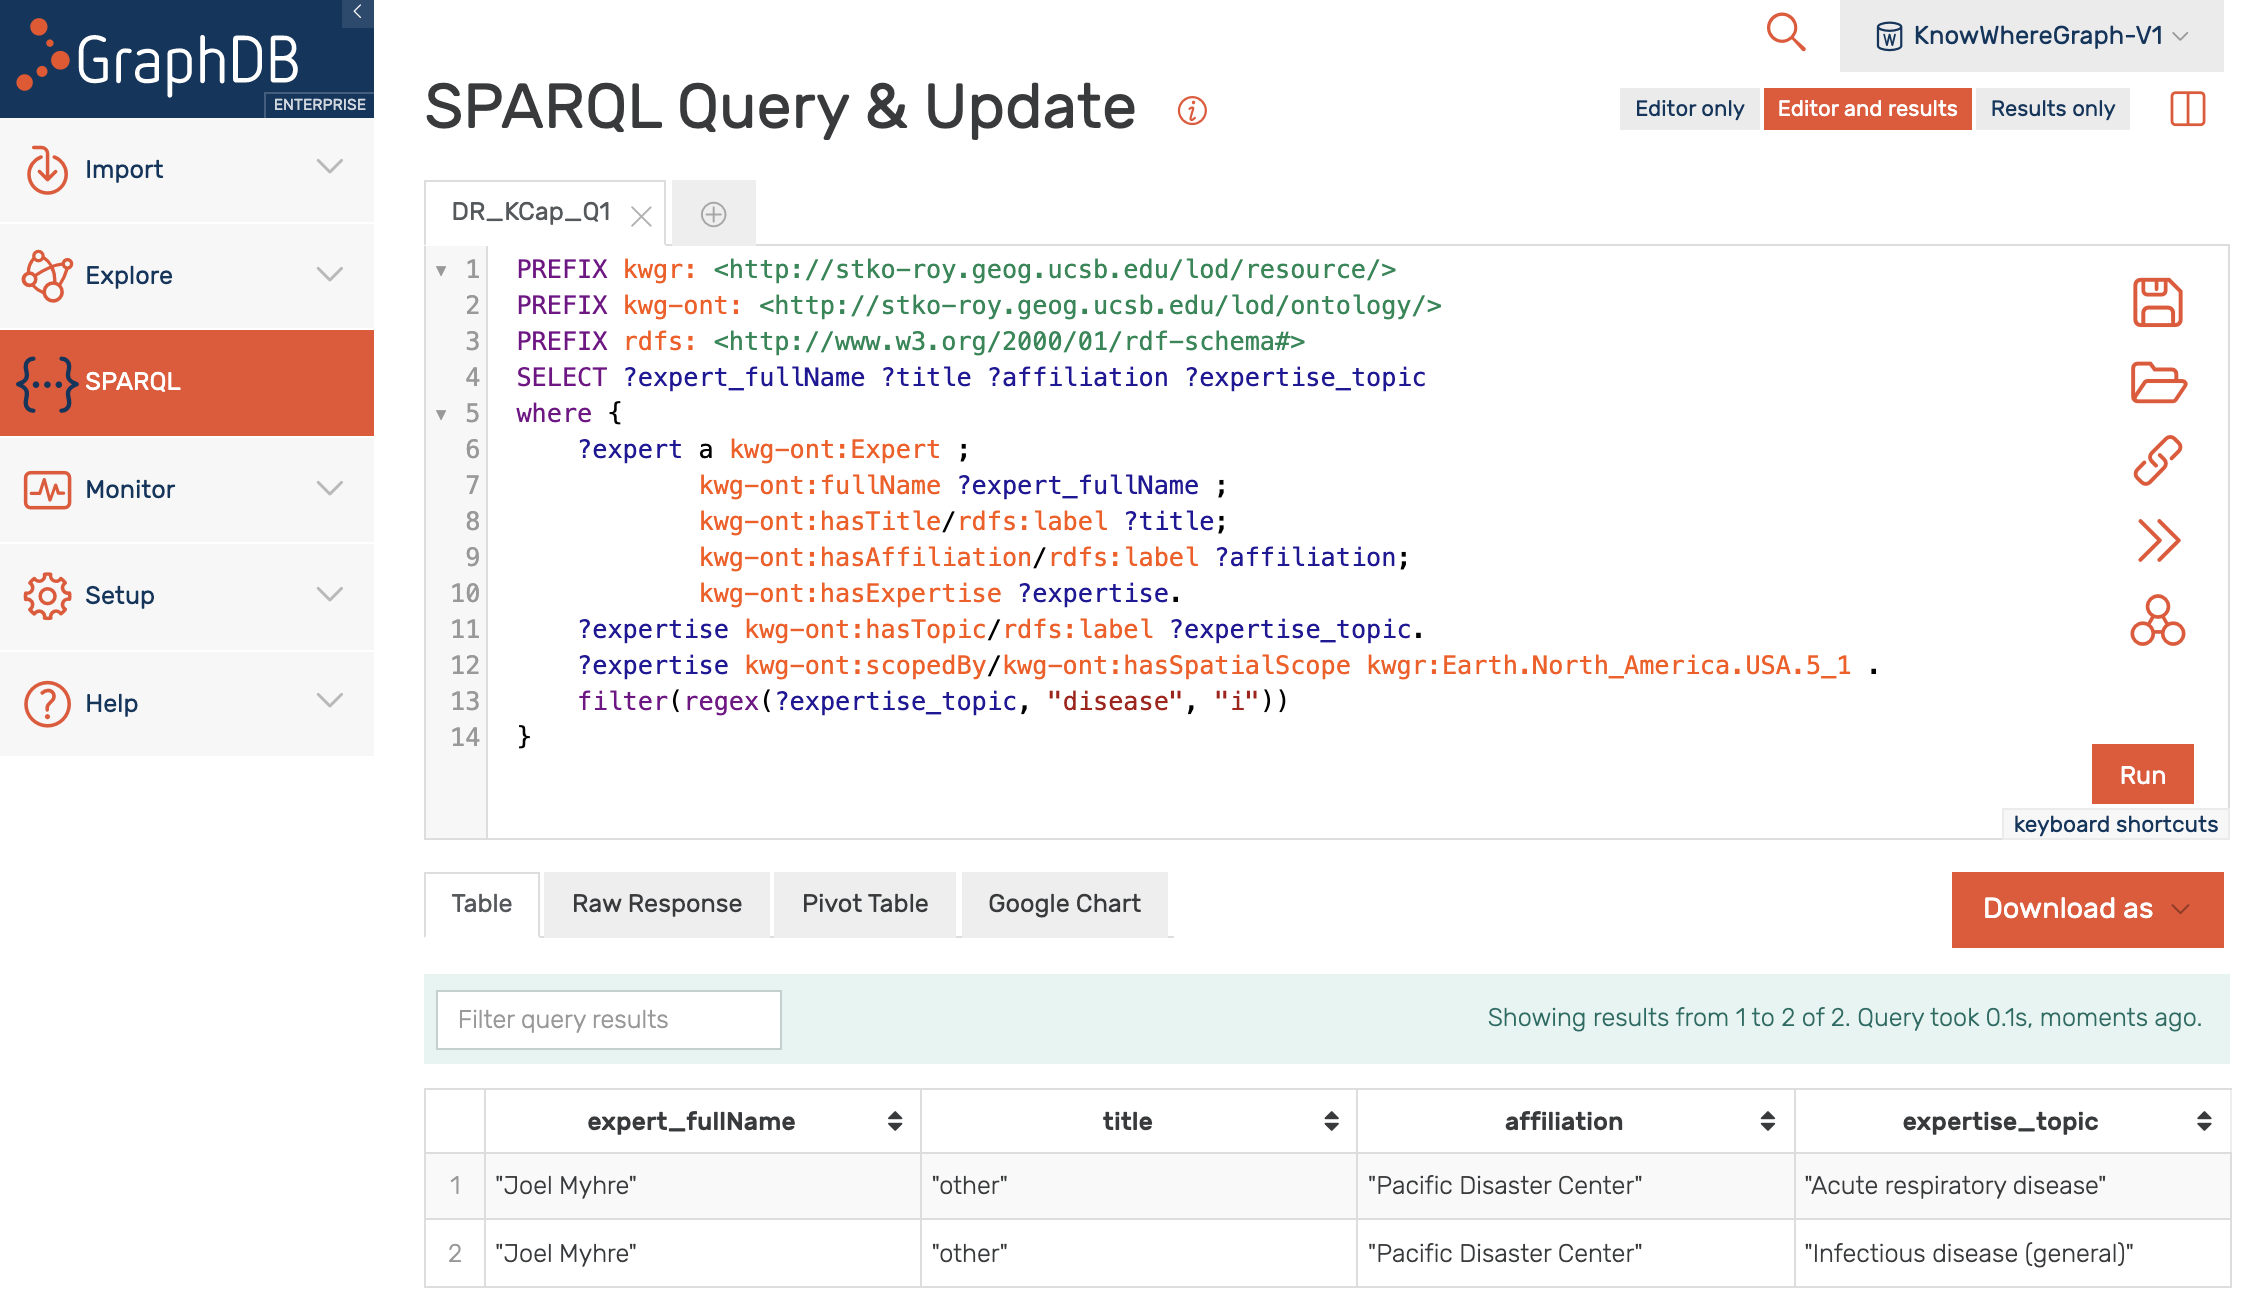 GraphDB
ENTERPRISE
Import
Explore
SPARQL
Monitor
Setup
Help
KnowWhereGraph-V1
SPARQL Query & Update
Editor only
Editor and results
Results only
DR_KCap_Q1
1 PREFIX kwgr: <http://stko-roy.geog.ucsb.edu/lod/resource/>
2 PREFIX kwg-ont: <http://stko-roy.geog.ucsb.edu/lod/ontology/>
3 PREFIX rdfs: <http://www.w3.org/2000/01/rdf-schema#>
4 SELECT ?expert_fullName ?title ?affiliation ?expertise_topic
5 where {
6 ?expert a kwg-ont:Expert ;
7 kwg-ont:fullName ?expert_fullName ;
8 kwg-ont:hasTitle/rdfs:label ?title;
9 kwg-ont:hasAffiliation/rdfs:label ?affiliation;
10 kwg-ont:hasExpertise ?expertise.
11 ?expertise kwg-ont:hasTopic/rdfs:label ?expertise_topic.
12 ?expertise kwg-ont:scopedBy/kwg-ont:hasSpatialScope kwgr:Earth.North_America.USA.5_1 .
13 filter(regex(?expertise_topic, "disease", "i"))
14 }
Run
keyboard shortcuts
Table
Raw Response
Pivot Table
Google Chart
Download as
Filter query results
Showing results from 1 to 2 of 2. Query took 0.1s, moments ago.
expert_fullName title affiliation expertise_topic
1 "Joel Myhre" "other" "Pacific Disaster Center" "Acute respiratory disease"
2 "Joel Myhre" "other" "Pacific Disaster Center" "Infectious disease (general)"